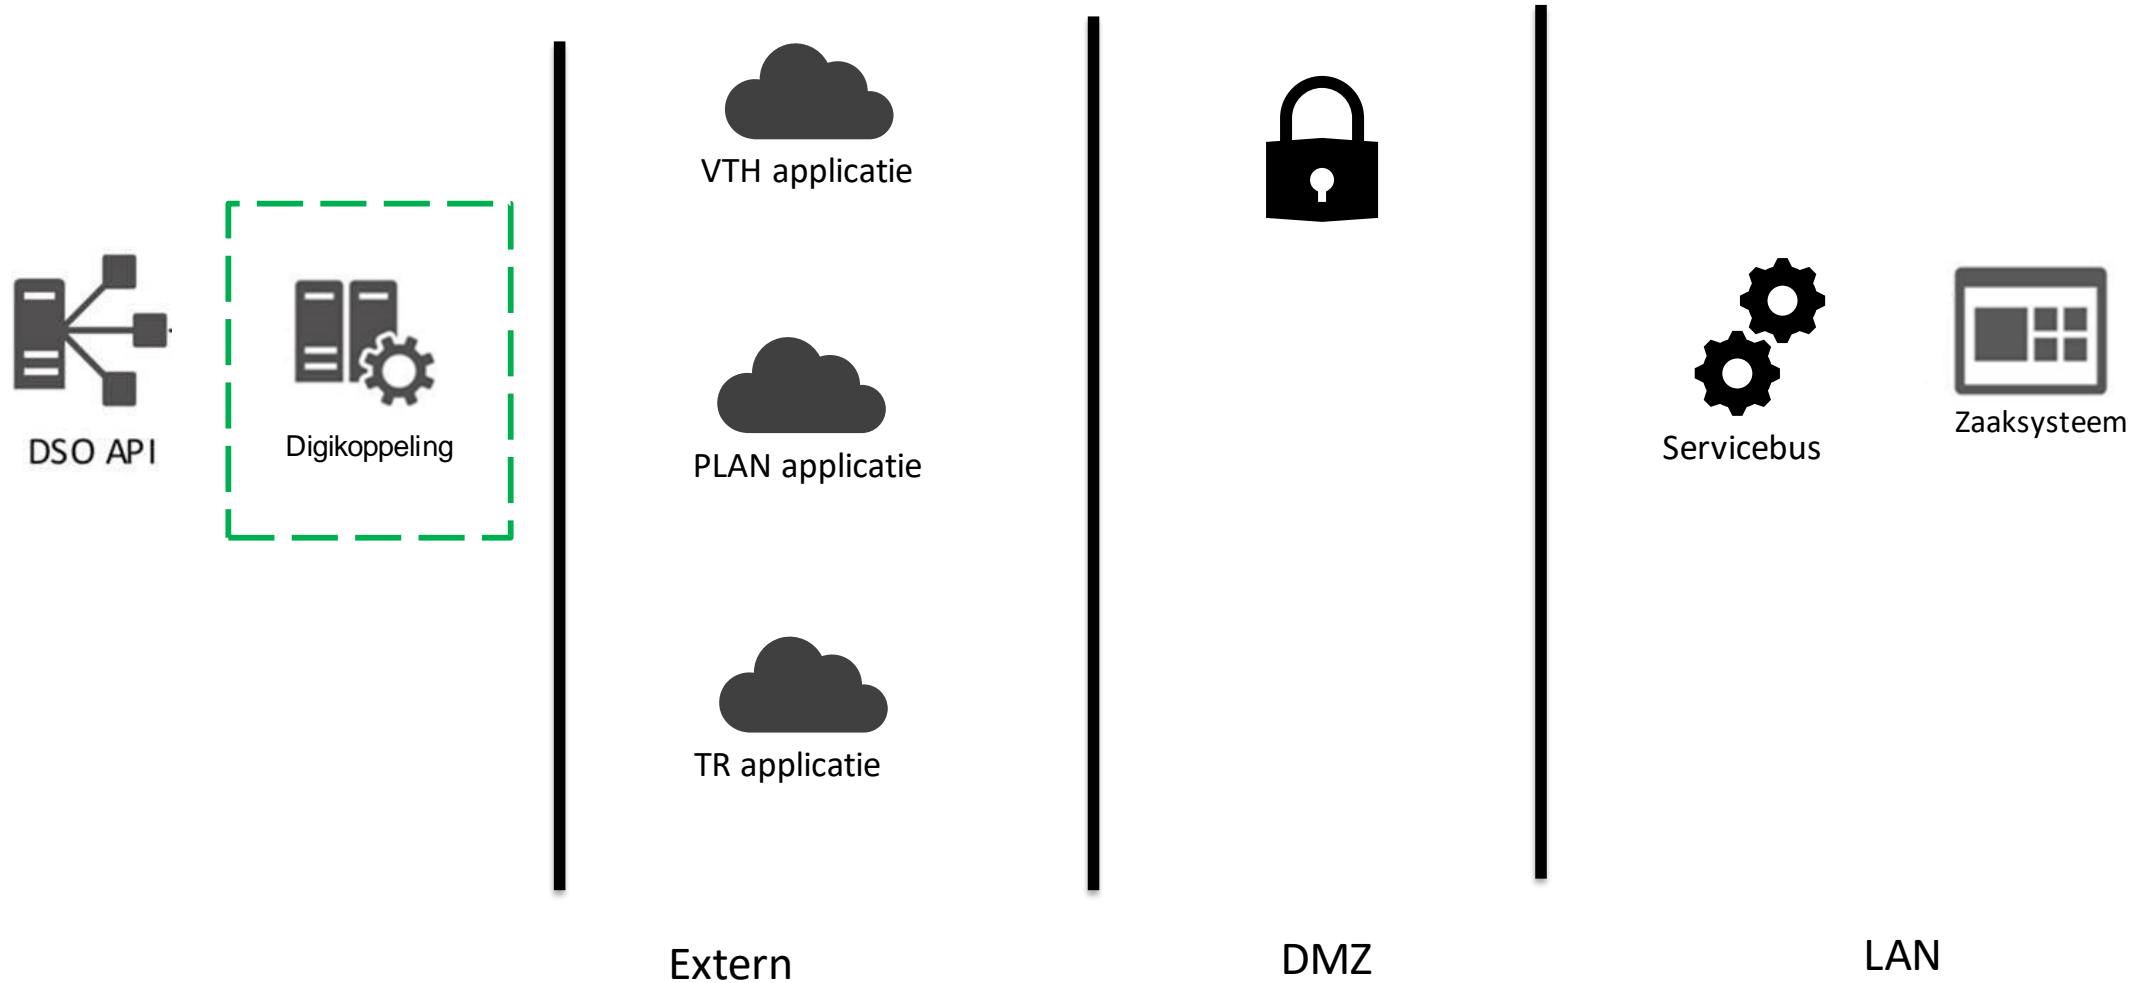 DSO API
Digikoppeling
VTH applicatie
PLAN applicatie
TR applicatie
Servicebus
Zaaksysteem
Extern
DMZ
LAN